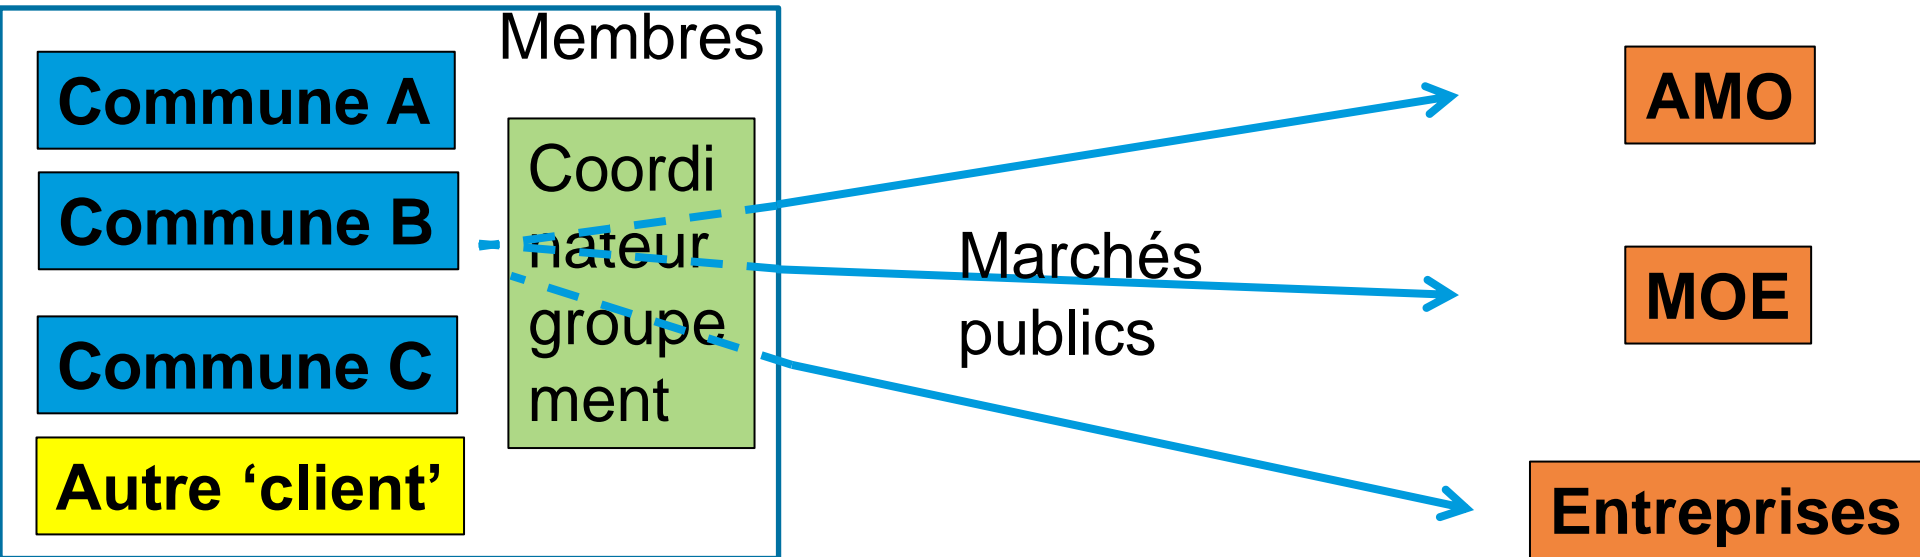 Membres
Commune A
Commune B
Commune C
Autre ‘client’
Coordi
nateur
groupe
ment
Marchés
publics
AMO
MOE
Entreprises